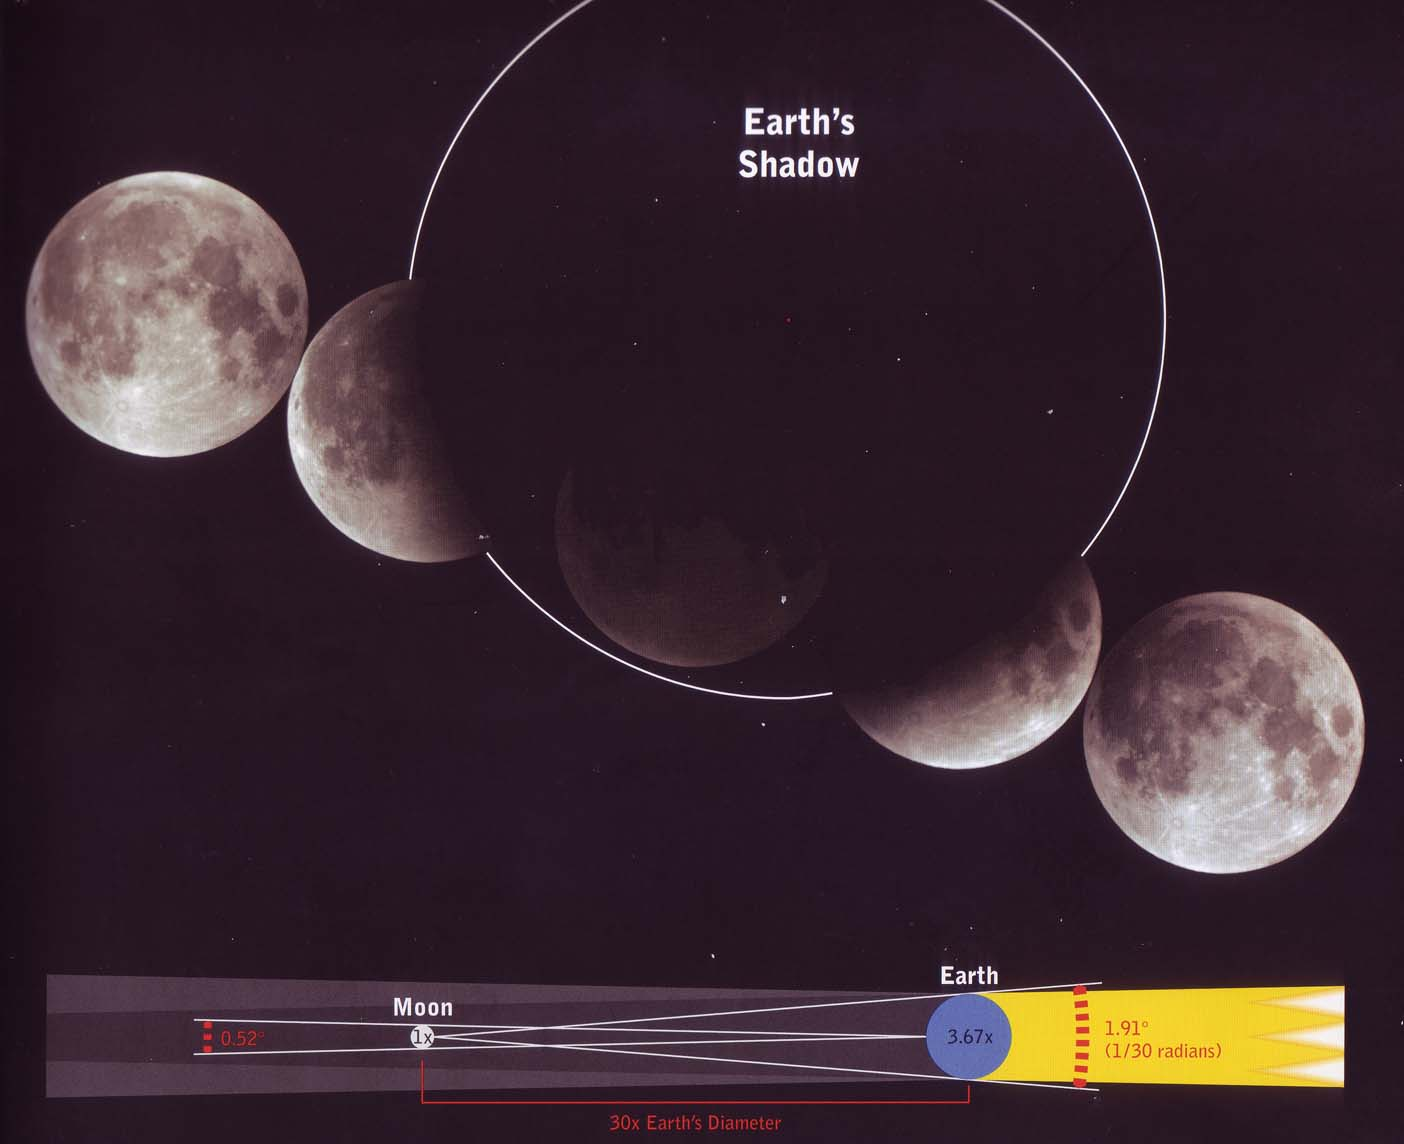 Earth's
Shadow
Earth
Moon
1x
3.67x
0.52°
1.91°
(1/30 radians)
30x Earth's Diameter